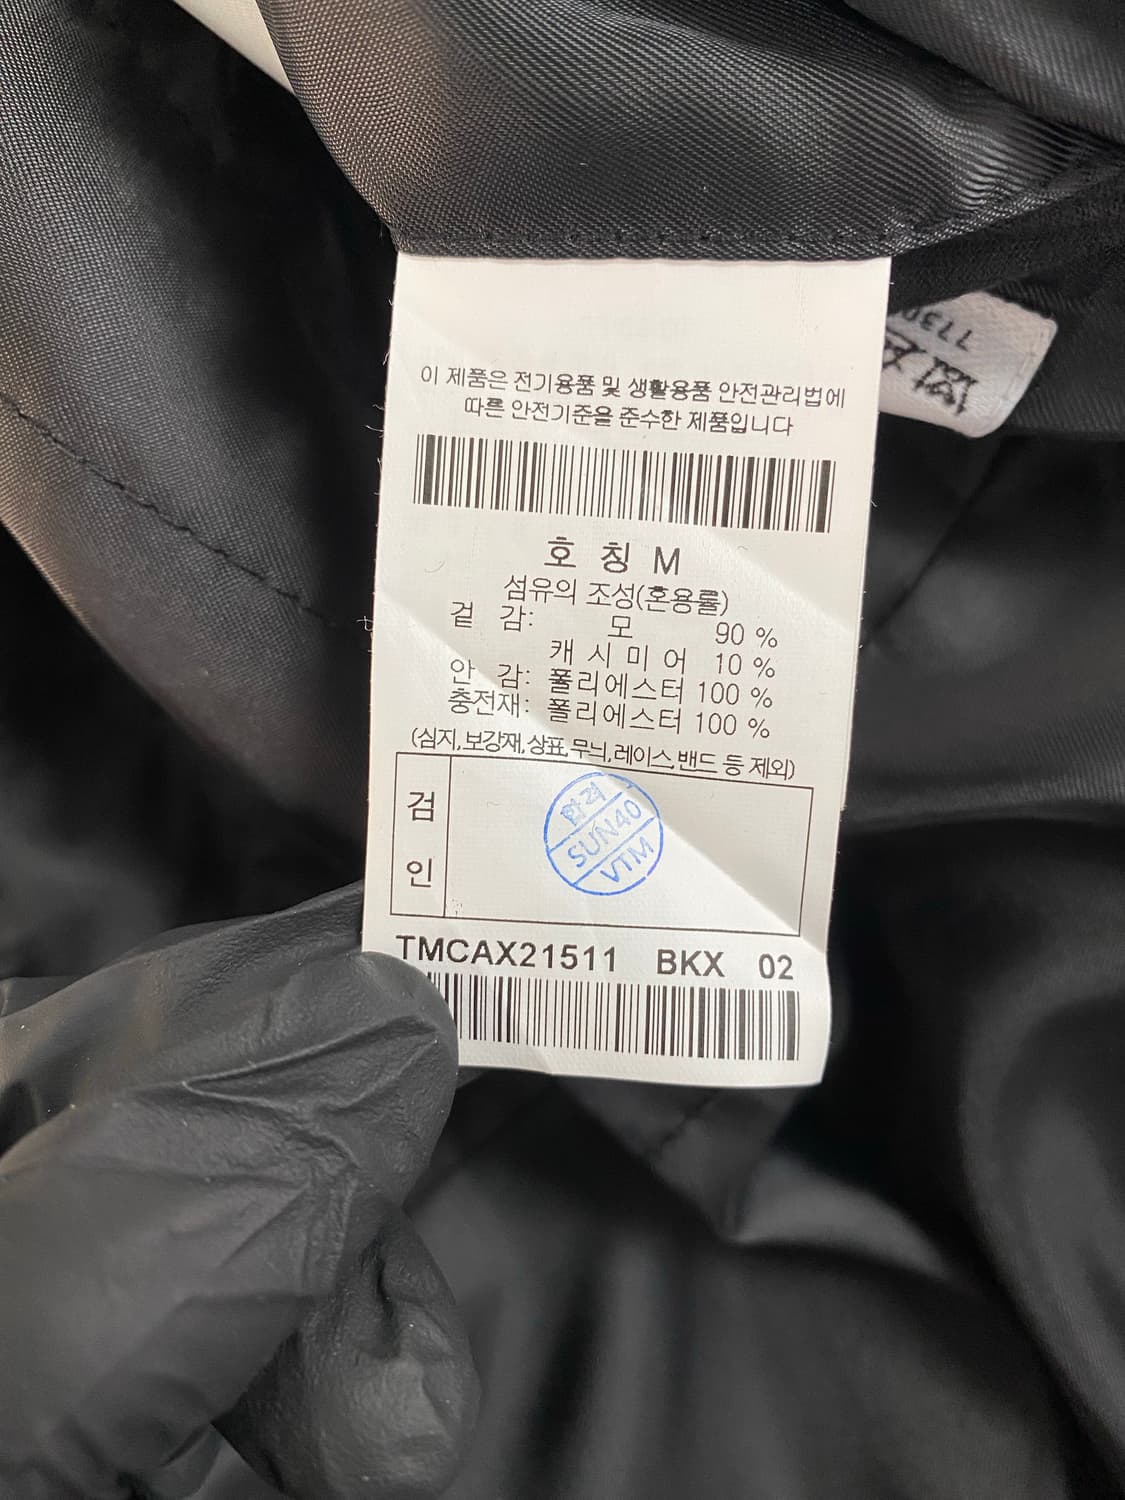 이 제품은 전기용품 및 생활용품 안전관리법에
따른 안전기준을 준수한 제품입니다
호 칭 M
섬유의 조성(혼용률)
겉 감: 모 90 %
캐 시 미 어 10 %
안 감: 폴리에스터 100 %
충전재: 폴리에스터 100 %
(심지,보강재,상표,무늬,레이스,밴드 등 제외)
검
인
합격
SUN40
VTM
TMCAX21511 BKX 02